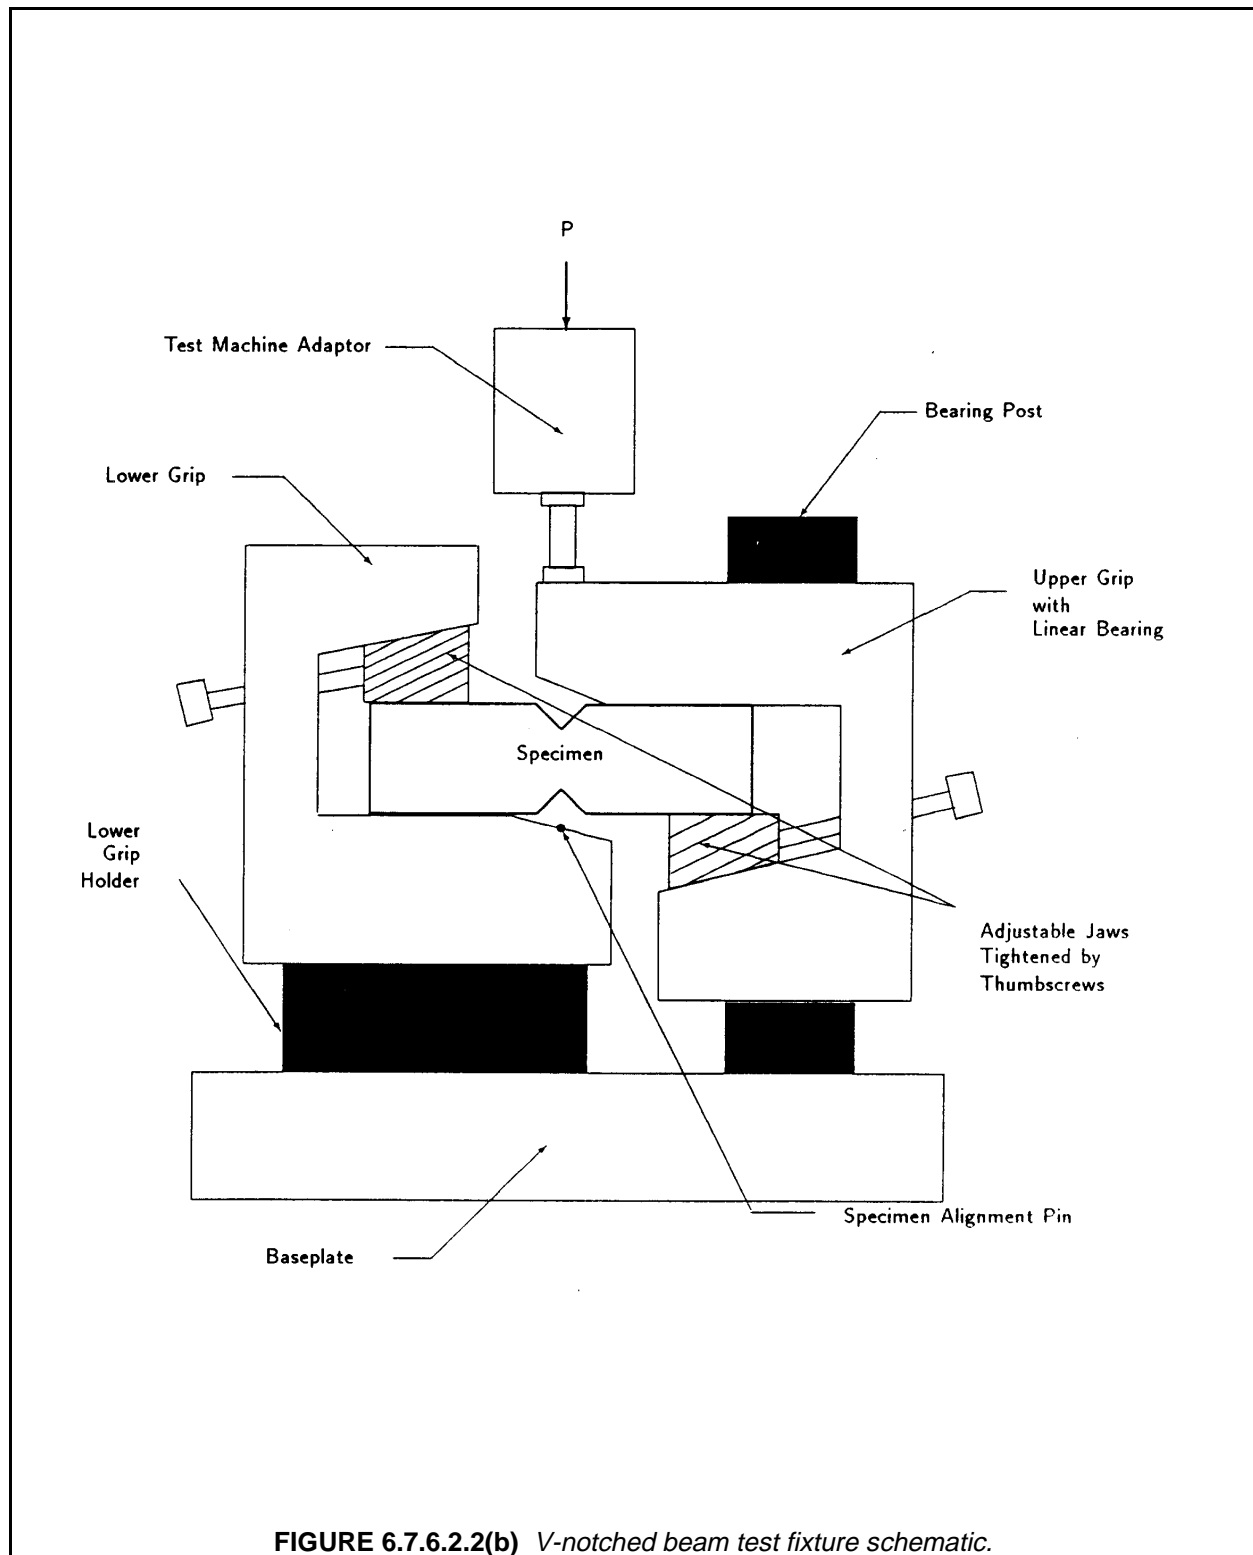 P
Test Machine Adaptor
Bearing Post
Lower Grip
Upper Grip
with
Linear Bearing
Specimen
Lower
Grip
Holder
Adjustable Jaws
Tightened by
Thumbscrews
Specimen Alignment Pin
Baseplate
FIGURE 6.7.6.2.2(b) V-notched beam test fixture schematic.